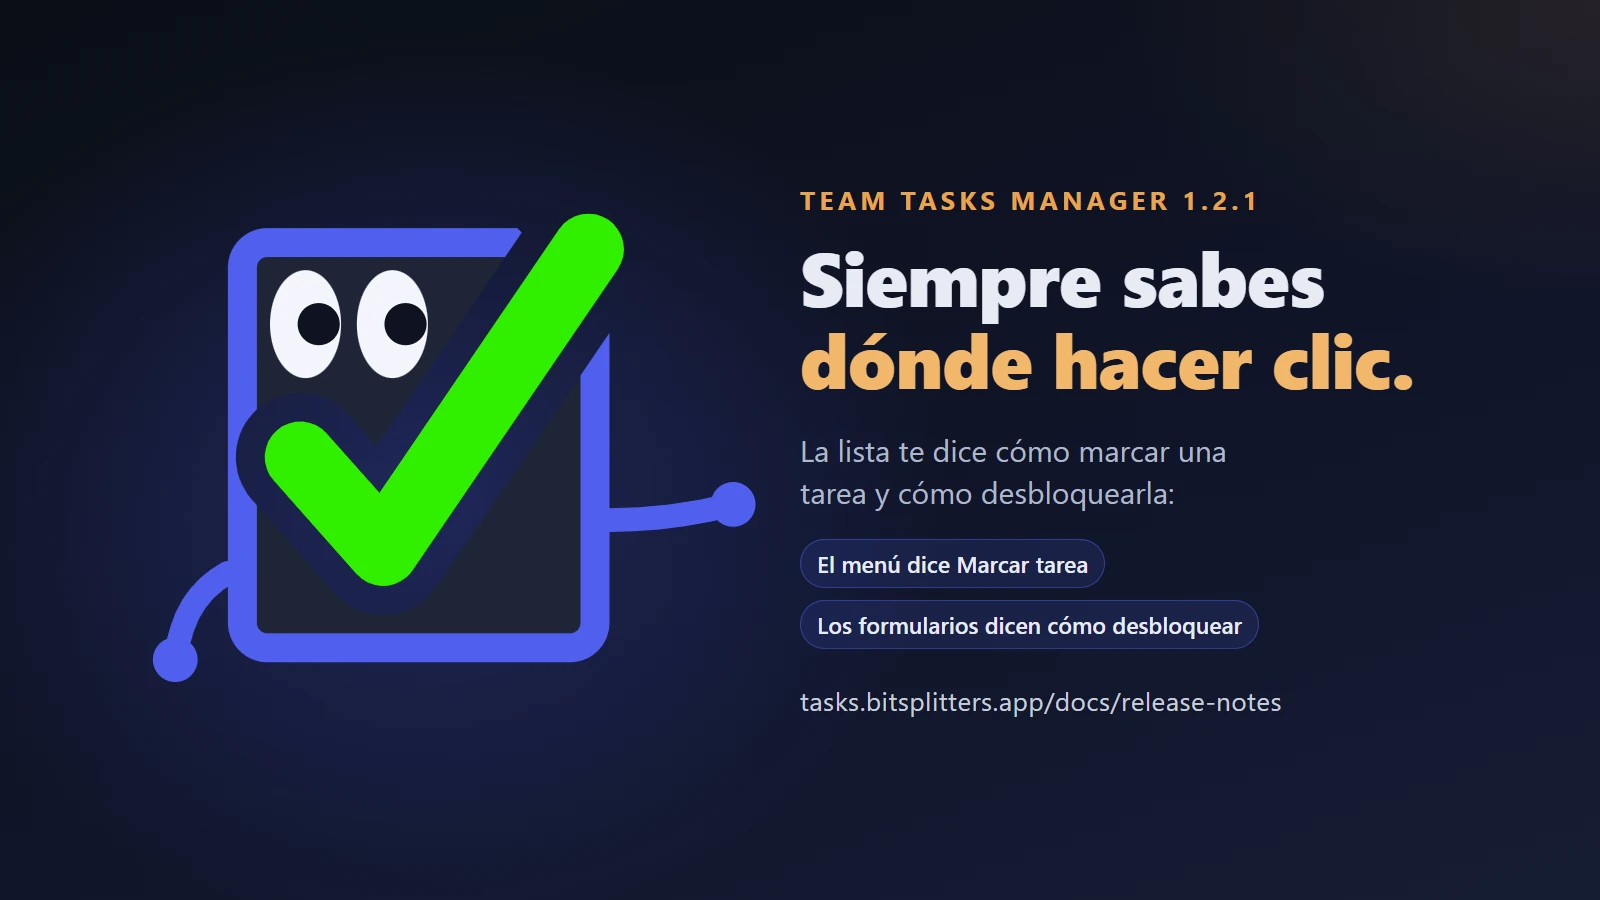 TEAM TASKS MANAGER 1.2.1
Siempre sabes
dónde hacer clic.
La lista te dice cómo marcar una
tarea y cómo desbloquearla:
El menú dice Marcar tarea
Los formularios dicen cómo desbloquear
tasks.bitsplitters.app/docs/release-notes